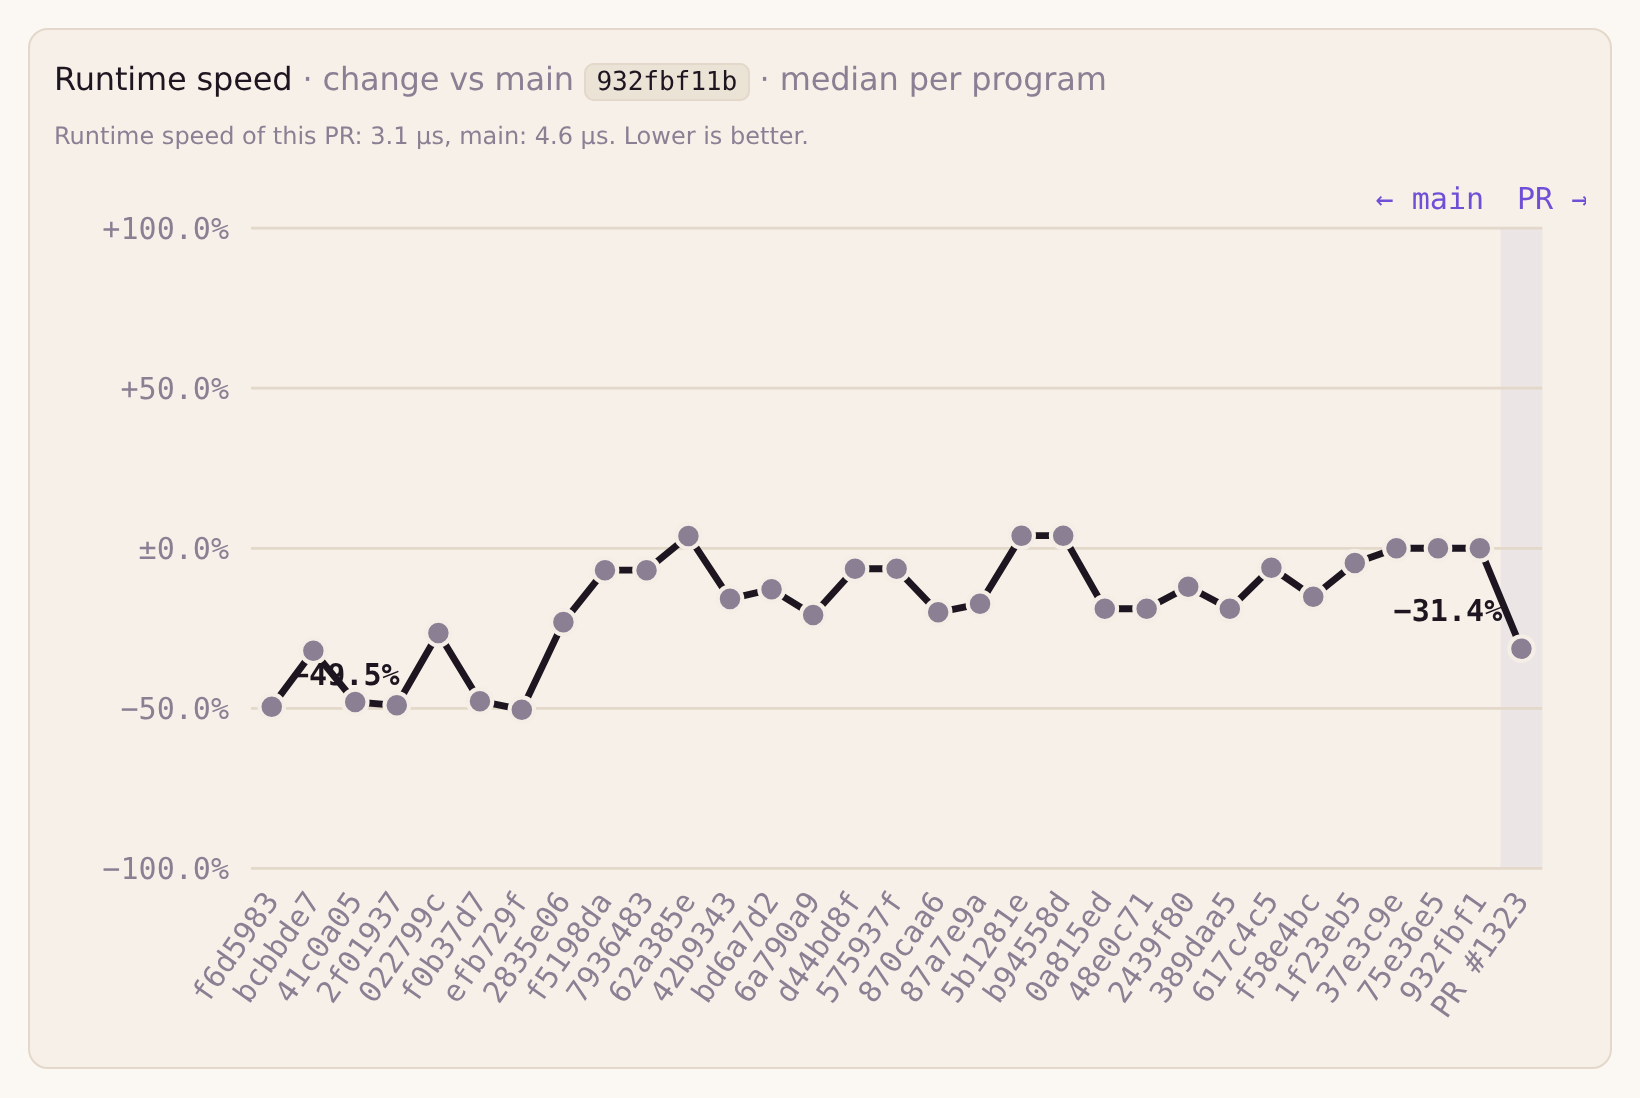 Runtime speed · change vs main 932fbf11b · median per program
Runtime speed of this PR: 3.1 µs, main: 4.6 µs. Lower is better.
← main PR →
+100.0%
+50.0%
±0.0%
−50.0%
−100.0%
−49.5%
−31.4%
f6d5983
bcbbde7
41c0a05
2f01937
022799c
f0b37d7
efb729f
2835e06
f5198da
7936483
62a385e
42b9343
bd6a7d2
6a790a9
d44bd8f
575937f
870caa6
87a7e9a
5b1281e
b94558d
0a815ed
48e0c71
2439f80
389daa5
617c4c5
f58e4bc
1f23eb5
37e3c9e
75e36e5
932fbf1
PR #1323